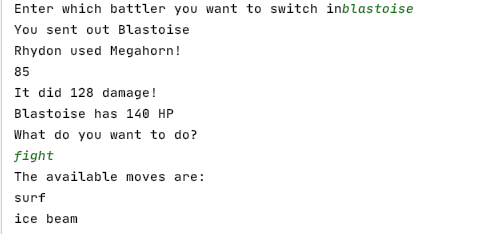 Enter which battler you want to switch inblastoise
You sent out Blastoise
Rhydon used Megahorn!
85
It did 128 damage!
Blastoise has 140 HP
What do you want to do?
fight
The available moves are:
surf
ice beam